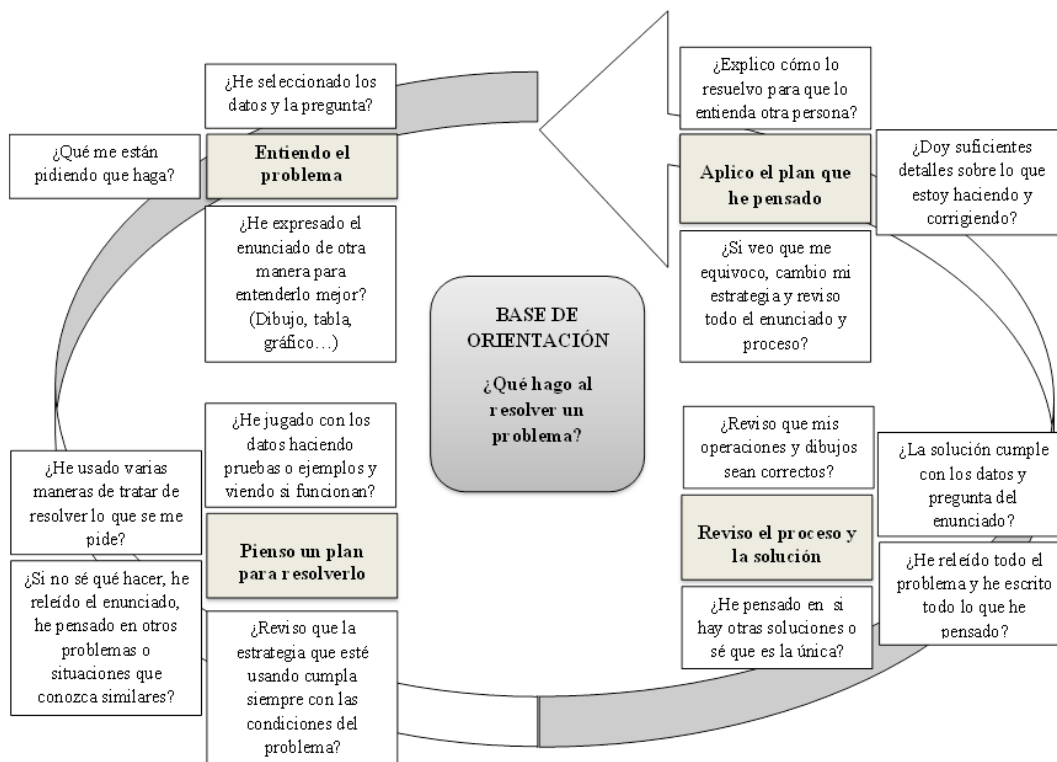 ¿He seleccionado los
datos y la pregunta?
¿Qué me están
pidiendo que haga?
Entiendo el
problema
¿He expresado el
enunciado de otra
manera para
entenderlo mejor?
(Dibujo, tabla,
gráfico…)
¿He jugado con los
datos haciendo
pruebas o ejemplos y
viendo si funcionan?
¿He usado varias
maneras de tratar de
resolver lo que se me
pide?
Pienso un plan
para resolverlo
¿Si no sé qué hacer, he
releído el enunciado,
he pensado en otros
problemas o
situaciones que
conozca similares?
¿Reviso que la
estrategia que esté
usando cumpla
siempre con las
condiciones del
problema?
BASE DE
ORIENTACIÓN
¿Qué hago al
resolver un
problema?
¿Explico cómo lo
resuelvo para que lo
entienda otra persona?
Aplico el plan que
he pensado
¿Doy suficientes
detalles sobre lo que
estoy haciendo y
corrigiendo?
¿Si veo que me
equivoco, cambio mi
estrategia y reviso
todo el enunciado y
proceso?
¿Reviso que mis
operaciones y dibujos
sean correctos?
¿La solución cumple
con los datos y
pregunta del
enunciado?
Reviso el proceso y
la solución
¿He releído todo el
problema y he escrito
todo lo que he
pensado?
¿He pensado en si
hay otras soluciones o
sé que es la única?